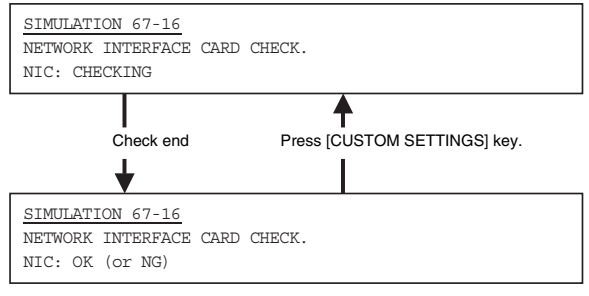 SIMULATION 67-16
NETWORK INTERFACE CARD CHECK.
NIC: CHECKING
Check end
Press [CUSTOM SETTINGS] key.
SIMULATION 67-16
NETWORK INTERFACE CARD CHECK.
NIC: OK (or NG)